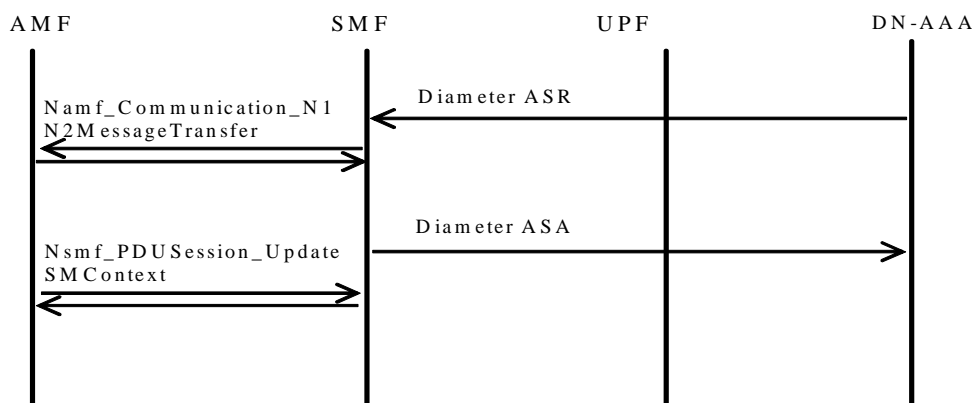 AMF SMF UPF DN-AAA
Diameter ASR
Namf_Communication_N1
N2MessageTransfer
Diameter ASA
Nsmf_PDUSession_Update
SMContext